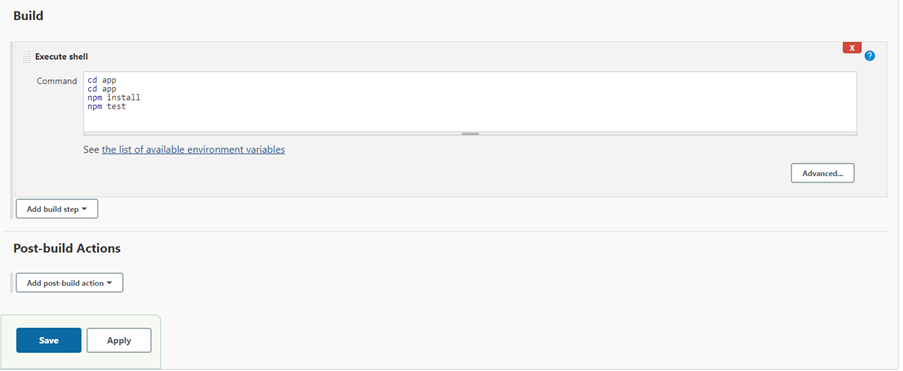 Build
X
Execute shell
?
Command
cd app
cd app
npm install
npm test
See the list of available environment variables
Advanced...
Add build step
Post-build Actions
Add post-build action
Save Apply